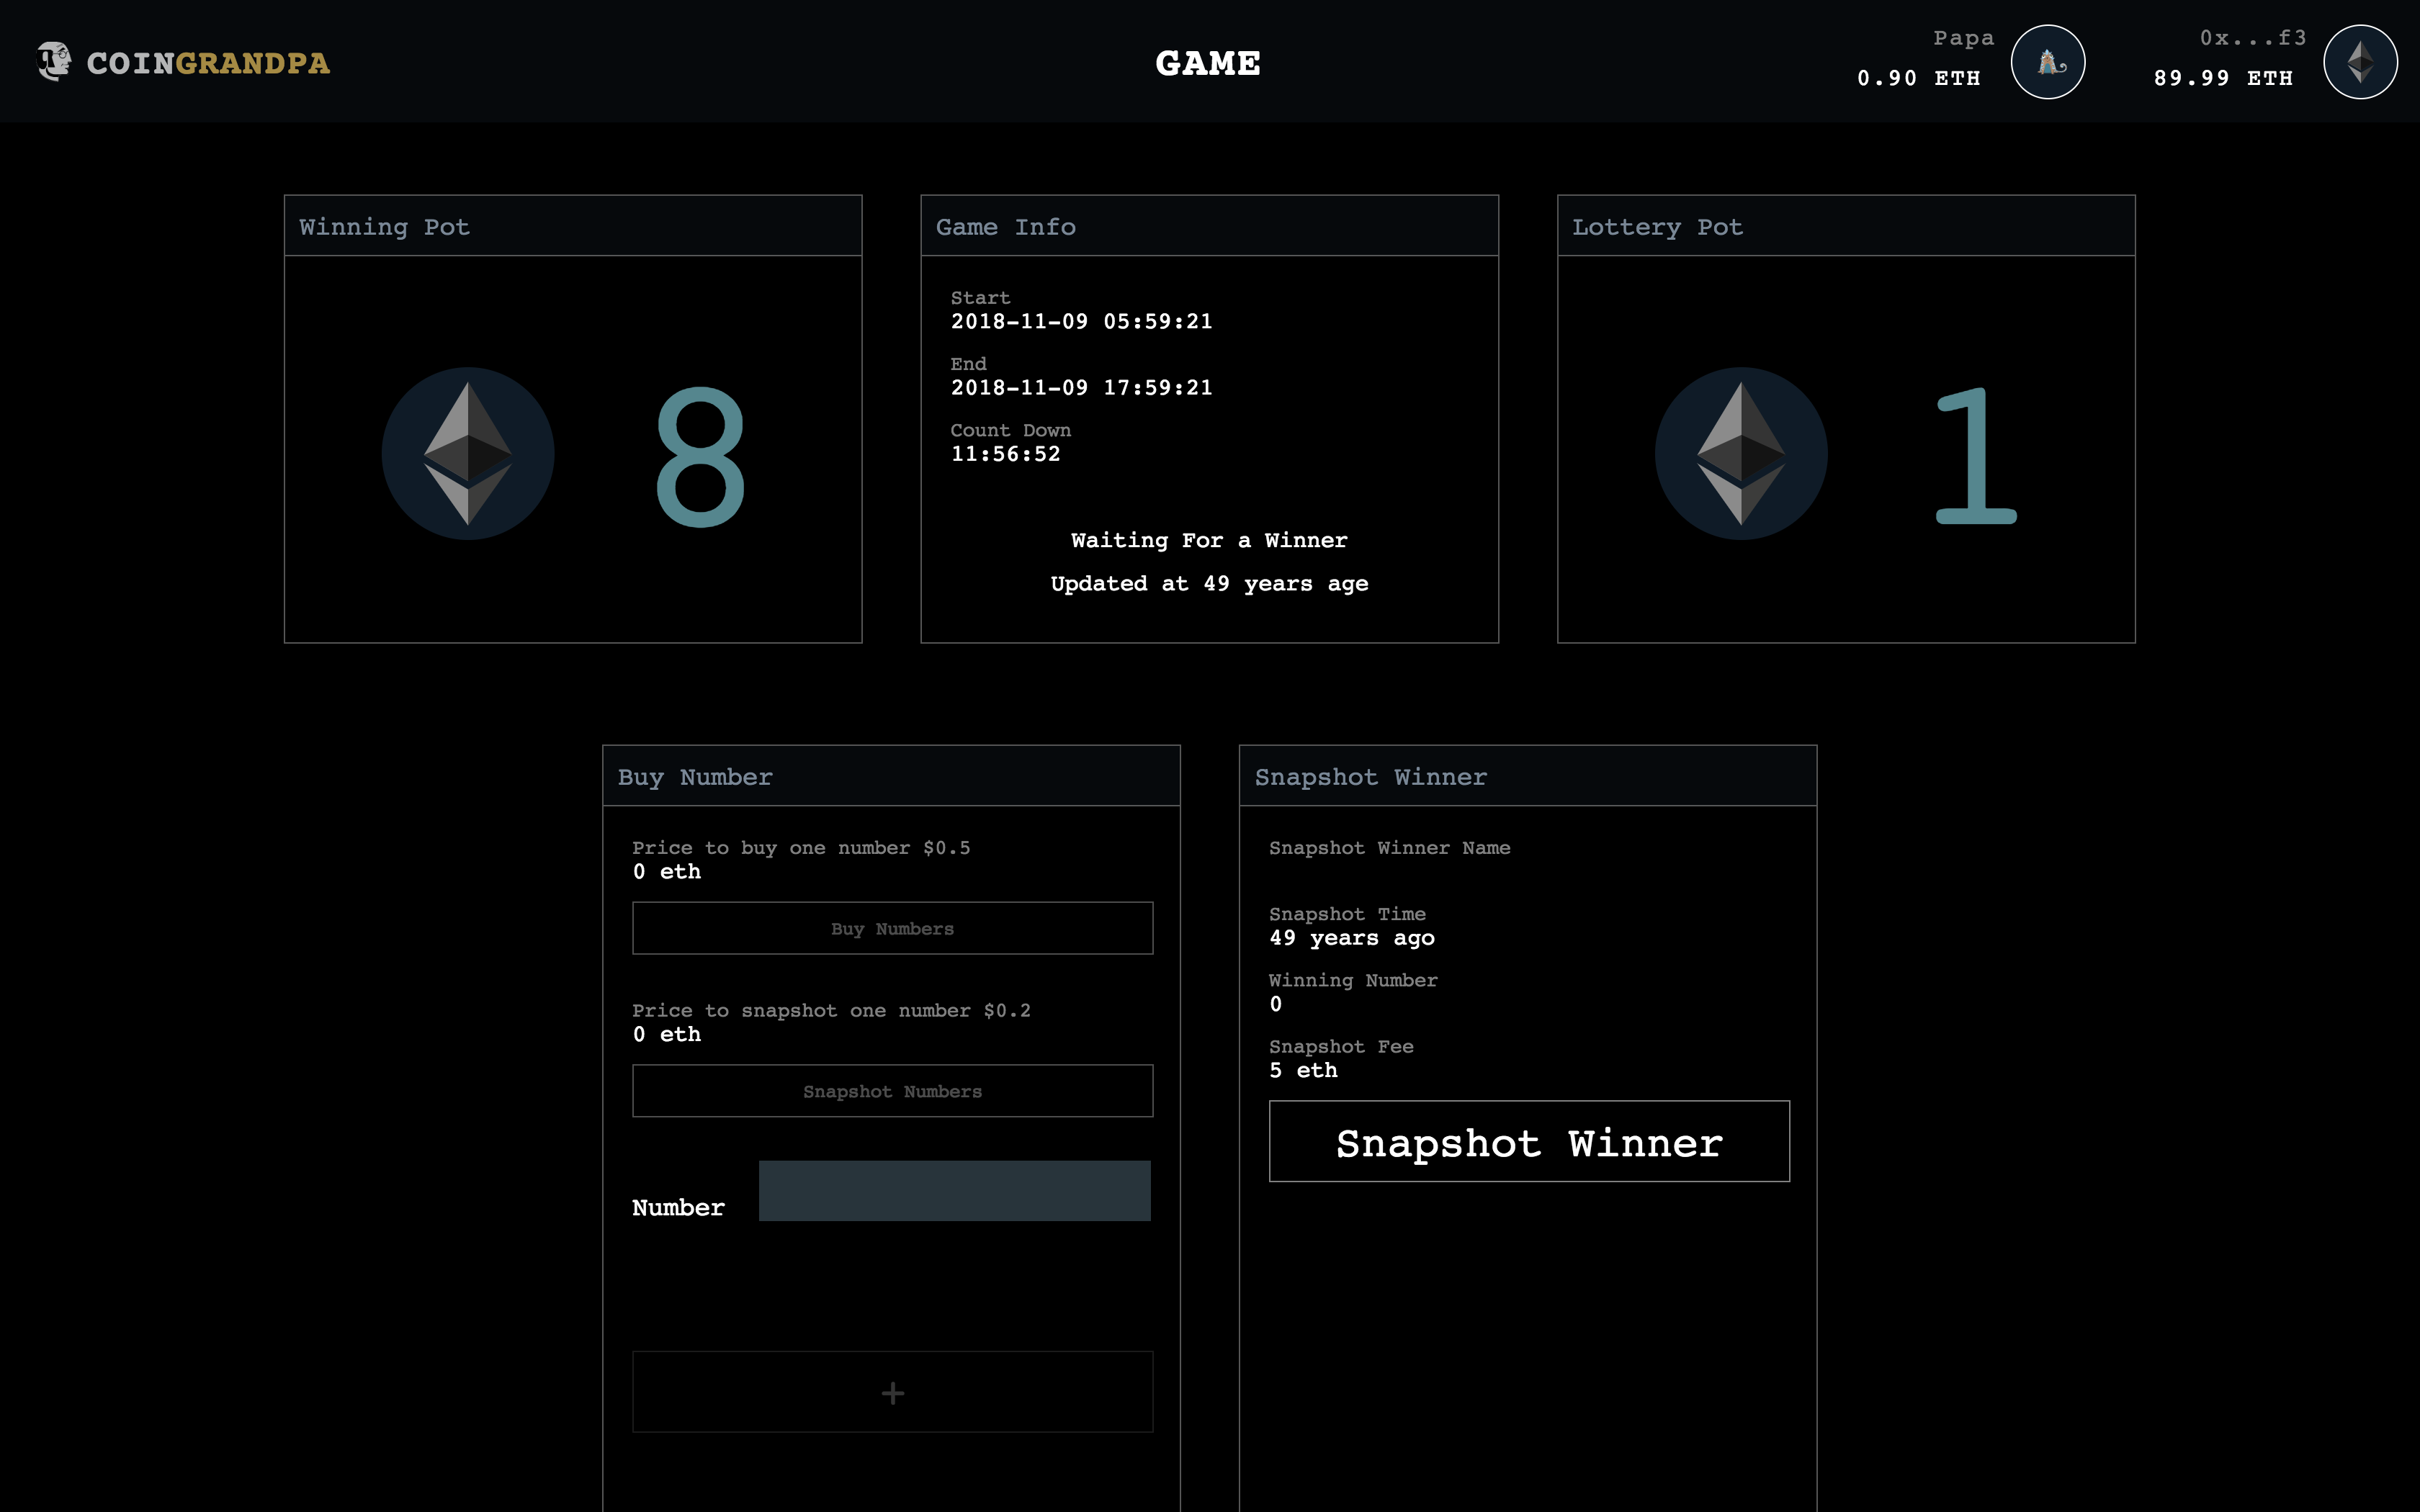 COINGRANDPA
GAME
Papa
0.90 ETH
0x...f3
89.99 ETH
Winning Pot
8
Game Info
Start
2018-11-09 05:59:21
End
2018-11-09 17:59:21
Count Down
11:56:52
Waiting For a Winner
Updated at 49 years age
Lottery Pot
1
Buy Number
Price to buy one number $0.5
0 eth
Buy Numbers
Price to snapshot one number $0.2
0 eth
Snapshot Numbers
Number
+
Snapshot Winner
Snapshot Winner Name
Snapshot Time
49 years ago
Winning Number
0
Snapshot Fee
5 eth
Snapshot Winner